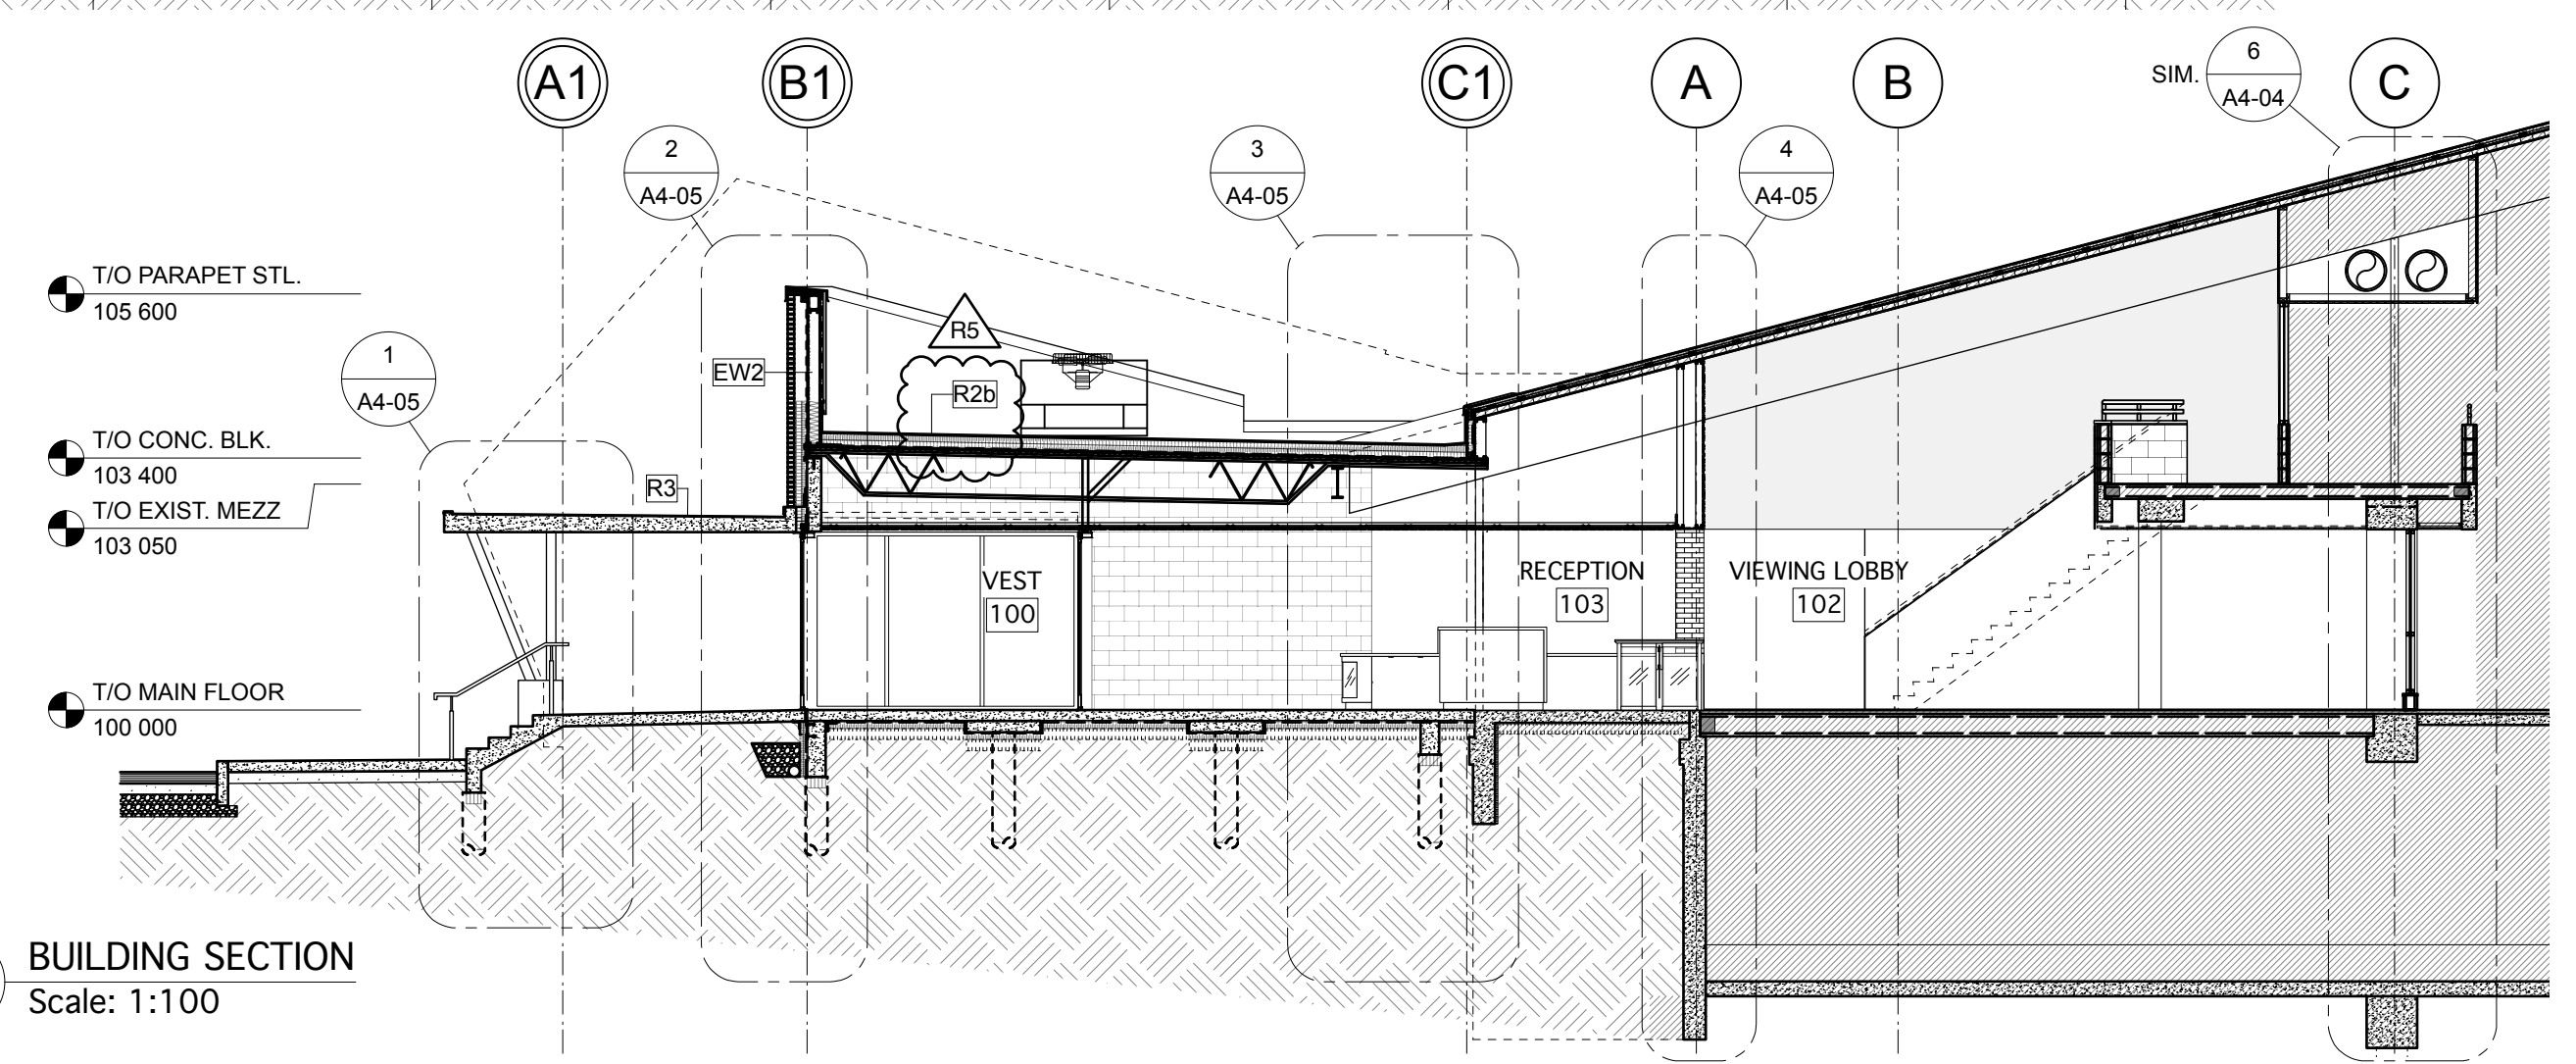 A1
B1
C1
A
B
6
SIM.
A4-04
C
2
A4-05
3
A4-05
4
A4-05
T/O PARAPET STL.
105 600
R5
1
A4-05
EW2
R2b
T/O CONC. BLK.
103 400
R3
T/O EXIST. MEZZ
103 050
VEST
100
RECEPTION
103
VIEWING LOBBY
102
T/O MAIN FLOOR
100 000
BUILDING SECTION
Scale: 1:100